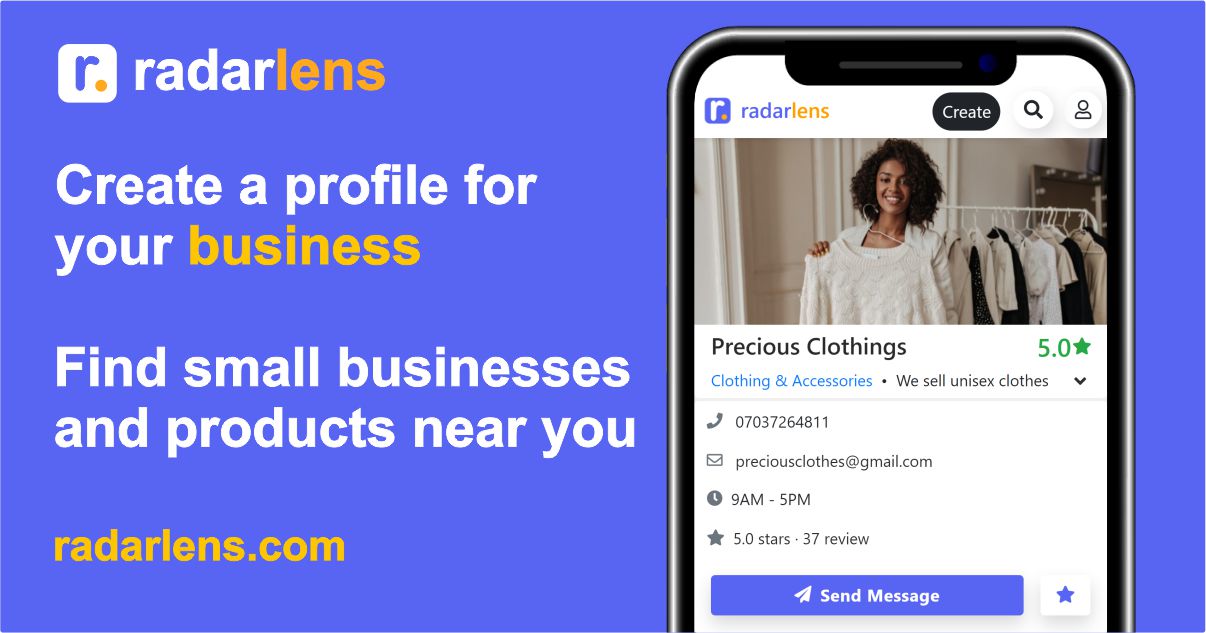 r. radarlens
Create a profile for
your business
Find small businesses
and products near you
radarlens.com
r. radarlens
Create
Precious Clothings
5.0
Clothing & Accessories • We sell unisex clothes
07037264811
preciousclothes@gmail.com
9AM - 5PM
5.0 stars · 37 review
Send Message